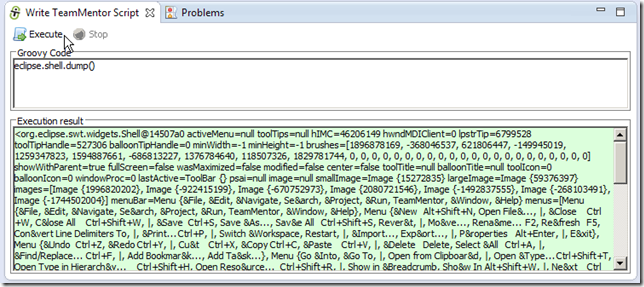 Write TeamMentor Script Problems
Execute Stop
Groovy Code
eclipse.shell.dump()
Execution result
<org.eclipse.swt.widgets.Shell@14507a0 activeMenu=null toolTips=null hIMC=46206149 hwndMDIClient=0 lpstrTip=6799528
toolTipHandle=527306 balloonTipHandle=0 minWidth=-1 minHeight=-1 brushes=[1896878169, -368046537, 621806447, -149945019,
1259347823, 1594887661, -686813227, 1376784640, 118507326, 1829781744, 0, 0, 0, 0, 0, 0, 0, 0, 0, 0, 0, 0, 0, 0, 0, 0, 0, 0, 0, 0]
showWithParent=true fullScreen=false wasMaximized=false modified=false center=false toolTitle=null balloonTitle=null toolIcon=0
balloonIcon=0 windowProc=0 lastActive=ToolBar {} psai=null image=null smallImage=Image {152728351} largeImage=Image {59376397}
images=[Image {1996820202}, Image {-922415199}, Image {-670752973}, Image {2080721546}, Image {-1492837555}, Image {-268103491},
Image {-1744502004}] menuBar=Menu {&File, &Edit, &Navigate, Se&arch, &Project, &Run, TeamMentor, &Window, &Help} menus=[Menu
{&File, &Edit, &Navigate, Se&arch, &Project, &Run, TeamMentor, &Window, &Help}, Menu {&New Alt+Shift+N, Open File&..., |, &Close Ctrl
+W, C&lose All Ctrl+Shift+W, |, &Save Ctrl+S, Save &As..., Sav&e All Ctrl+Shift+S, Rever&t, |, Mo&ve..., Rena&me... F2, Re&fresh F5,
Con&vert Line Delimiters To, |, &Print... Ctrl+P, |, Switch &Workspace, Restart, |, &Import..., Exp&ort..., |, P&roperties Alt+Enter, |, E&xit},
Menu {&Undo Ctrl+Z, &Redo Ctrl+Y, |, Cu&t Ctrl+X, &Copy Ctrl+C, &Paste Ctrl+V, |, &Delete Delete, Select &All Ctrl+A, |,
&Find/Replace... Ctrl+F, |, Add Bookmar&k..., Add Ta&sk...}, Menu {Go &Into, &Go To, |, Open from Clipboar&d, |, Open &Type... Ctrl+Shift+T,
Open Type in Hierarch&y... Ctrl+Shift+H, Open Reso&urce... Ctrl+Shift+R, |, Show in &Breadcrumb, Sho&w In Alt+Shift+W, |, Ne&xt Ctrl